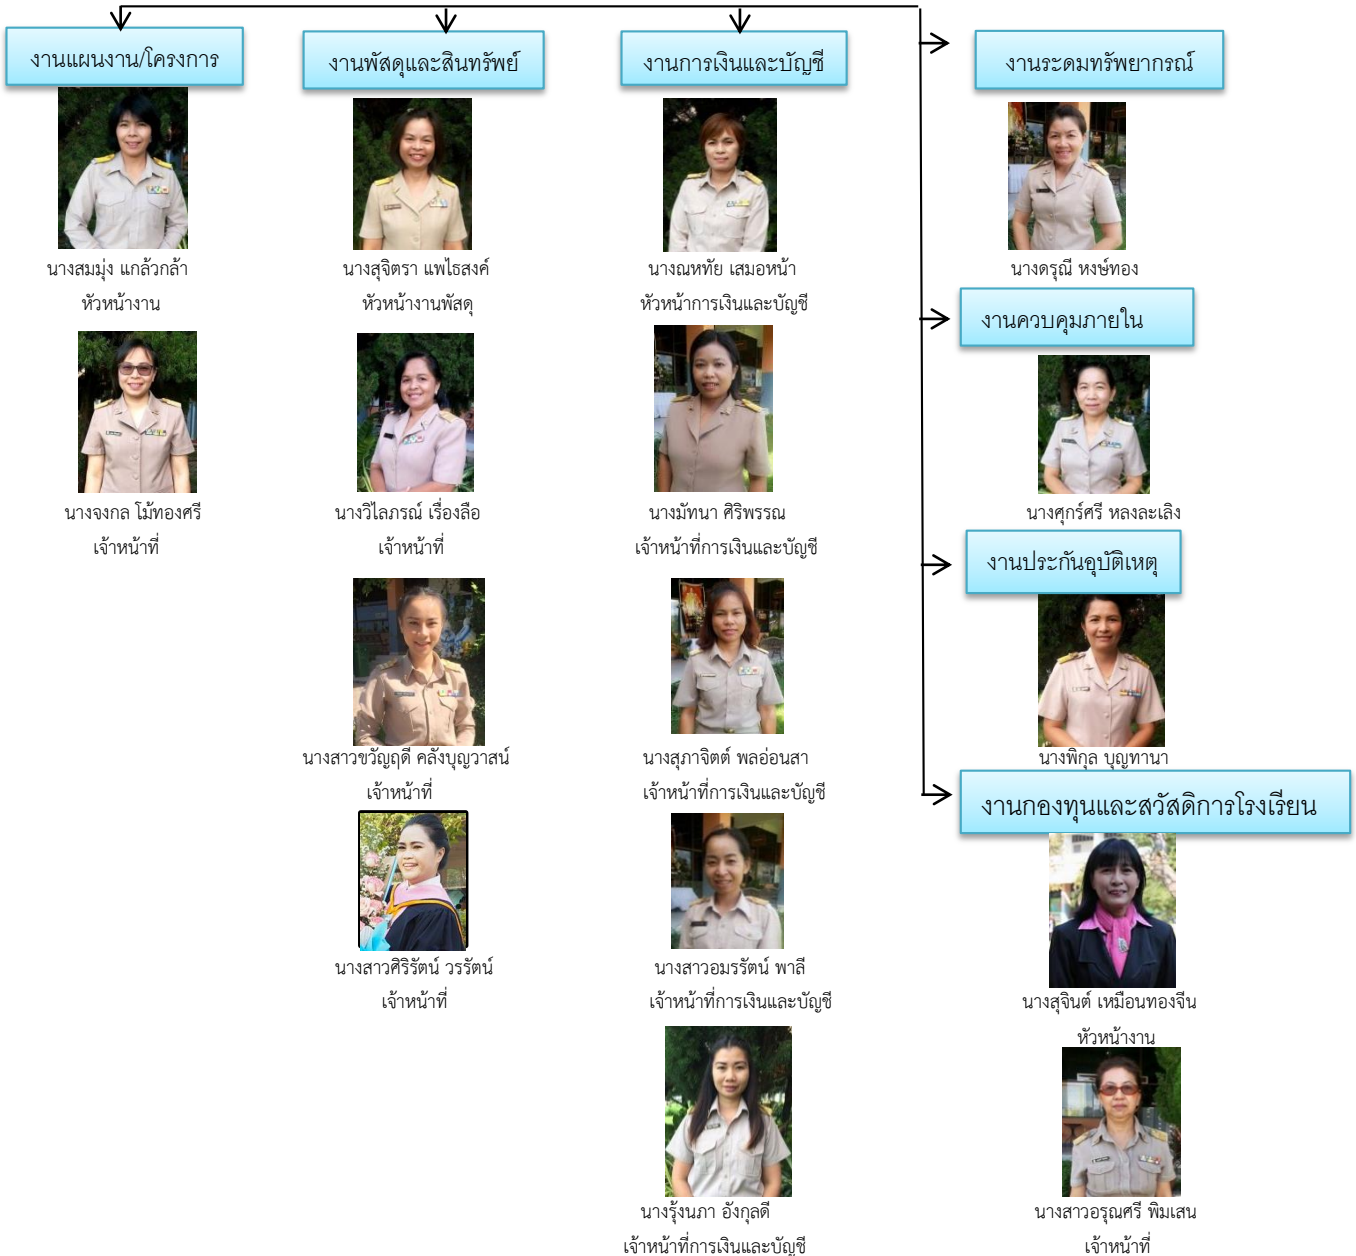 งานแผนงาน/โครงการ
นางสมมุ่ง แกล้วกล้า
หัวหน้างาน
นางจงกล โม้ทองศรี
เจ้าหน้าที่
งานพัสดุและสินทรัพย์
นางสุจิตรา แพไธสงค์
หัวหน้างานพัสดุ
นางวิไลภรณ์ เรื่องลือ
เจ้าหน้าที่
นางสาวขวัญฤดี คลังบุญวาสน์
เจ้าหน้าที่
นางสาวศิริรัตน์ วรรัตน์
เจ้าหน้าที่
งานการเงินและบัญชี
นางณหทัย เสมอหน้า
หัวหน้าการเงินและบัญชี
นางมัทนา ศิริพรรณ
เจ้าหน้าที่การเงินและบัญชี
นางสุภาจิตต์ พลอ่อนสา
เจ้าหน้าที่การเงินและบัญชี
นางสาวอมรรัตน์ พาลี
เจ้าหน้าที่การเงินและบัญชี
นางรุ้งนภา อังกุลดี
เจ้าหน้าที่การเงินและบัญชี
งานระดมทรัพยากรณ์
นางดรุณี หงษ์ทอง
งานควบคุมภายใน
นางศุกร์ศรี หลงละเลิง
งานประกันอุบัติเหตุ
นางพิกุล บุญทานา
งานกองทุนและสวัสดิการโรงเรียน
นางสุจินต์ เหมือนทองจีน
หัวหน้างาน
นางสาวอรุณศรี พิมเสน
เจ้าหน้าที่